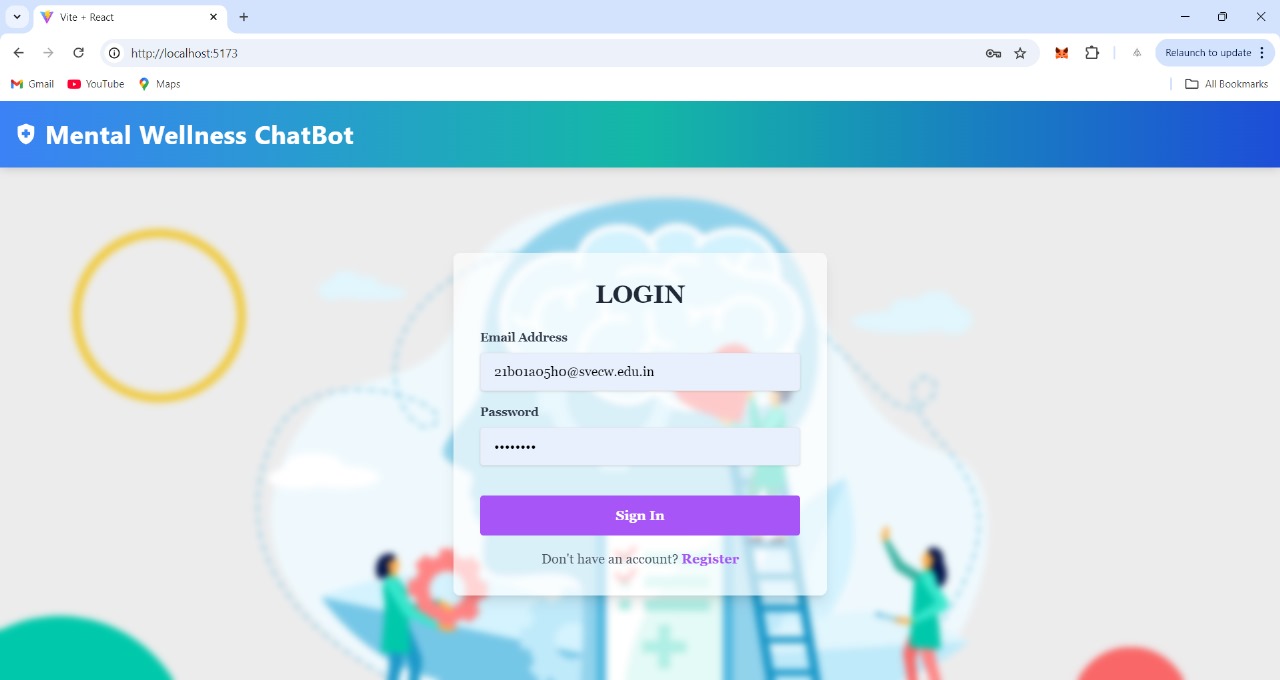 Vite + React
http://localhost:5173
Relaunch to update
Gmail
YouTube
Maps
All Bookmarks
Mental Wellness ChatBot
LOGIN
Email Address
21b01a05h0@svecw.edu.in
Password
••••••••
Sign In
Don't have an account? Register